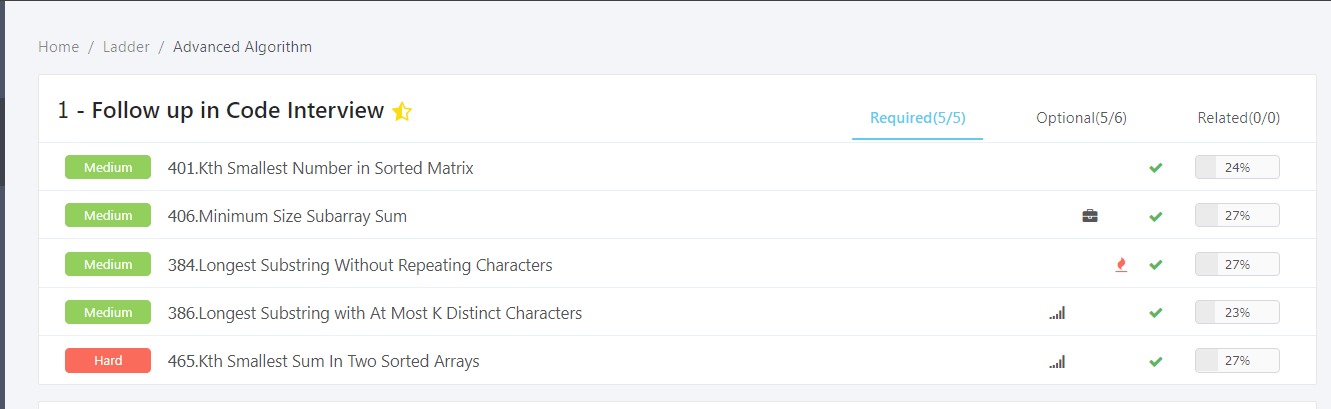 Home / Ladder / Advanced Algorithm
1 - Follow up in Code Interview
Required(5/5) Optional(5/6) Related(0/0)
Medium 401.Kth Smallest Number in Sorted Matrix 24%
Medium 406.Minimum Size Subarray Sum 27%
Medium 384.Longest Substring Without Repeating Characters 27%
Medium 386.Longest Substring with At Most K Distinct Characters 23%
Hard 465.Kth Smallest Sum In Two Sorted Arrays 27%